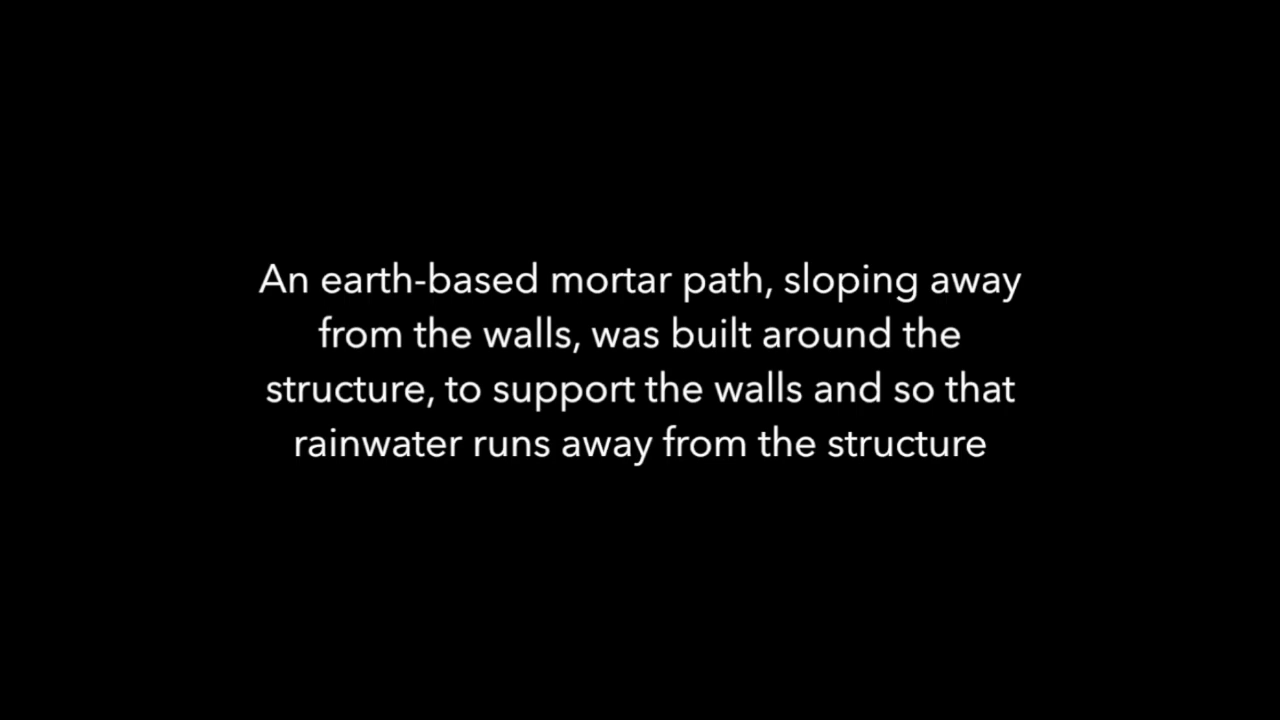 An earth-based mortar path, sloping away
from the walls, was built around the
structure, to support the walls and so that
rainwater runs away from the structure